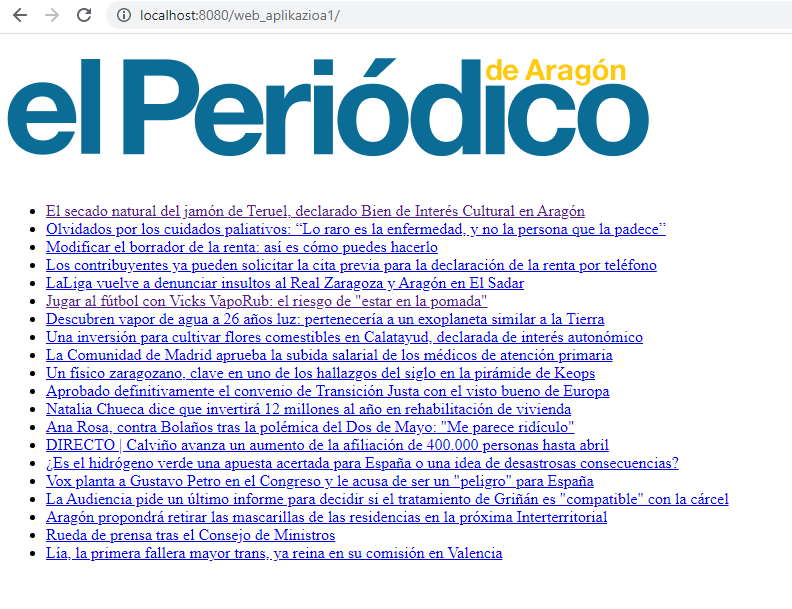 localhost:8080/web_aplikazioa1/
el Periódico
de Aragón
El secado natural del jamón de Teruel, declarado Bien de Interés Cultural en Aragón
Olvidados por los cuidados paliativos: “Lo raro es la enfermedad, y no la persona que la padece”
Modificar el borrador de la renta: así es cómo puedes hacerlo
Los contribuyentes ya pueden solicitar la cita previa para la declaración de la renta por teléfono
LaLiga vuelve a denunciar insultos al Real Zaragoza y Aragón en El Sadar
Jugar al fútbol con Vicks VapoRub: el riesgo de "estar en la pomada"
Descubren vapor de agua a 26 años luz: pertenecería a un exoplaneta similar a la Tierra
Una inversión para cultivar flores comestibles en Calatayud, declarada de interés autonómico
La Comunidad de Madrid aprueba la subida salarial de los médicos de atención primaria
Un físico zaragozano, clave en uno de los hallazgos del siglo en la pirámide de Keops
Aprobado definitivamente el convenio de Transición Justa con el visto bueno de Europa
Natalia Chueca dice que invertirá 12 millones al año en rehabilitación de vivienda
Ana Rosa, contra Bolaños tras la polémica del Dos de Mayo: "Me parece ridículo"
DIRECTO | Calviño avanza un aumento de la afiliación de 400.000 personas hasta abril
¿Es el hidrógeno verde una apuesta acertada para España o una idea de desastrosas consecuencias?
Vox planta a Gustavo Petro en el Congreso y le acusa de ser un "peligro" para España
La Audiencia pide un último informe para decidir si el tratamiento de Griñán es "compatible" con la cárcel
Aragón propondrá retirar las mascarillas de las residencias en la próxima Interterritorial
Rueda de prensa tras el Consejo de Ministros
Lía, la primera fallera mayor trans, ya reina en su comisión en Valencia